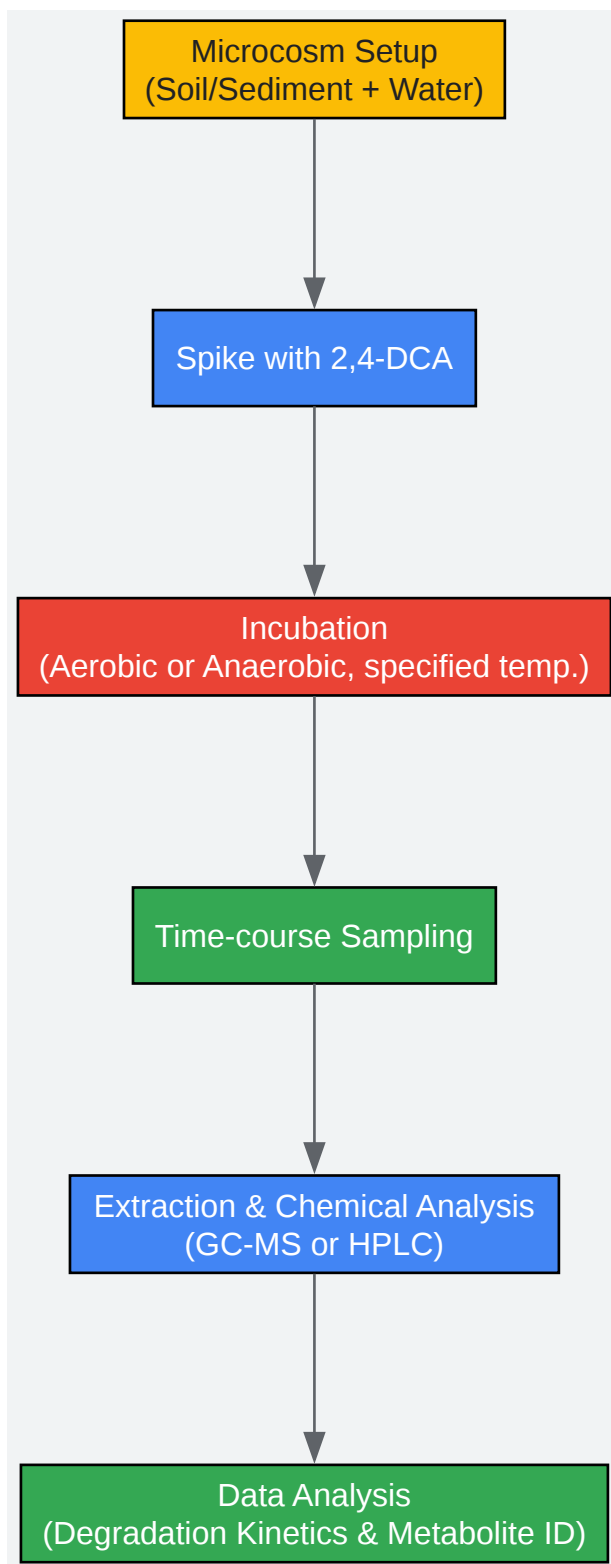 Microcosm Setup
(Soil/Sediment + Water)
Spike with 2,4-DCA
Incubation
(Aerobic or Anaerobic, specified temp.)
Time-course Sampling
Extraction & Chemical Analysis
(GC-MS or HPLC)
Data Analysis
(Degradation Kinetics & Metabolite ID)